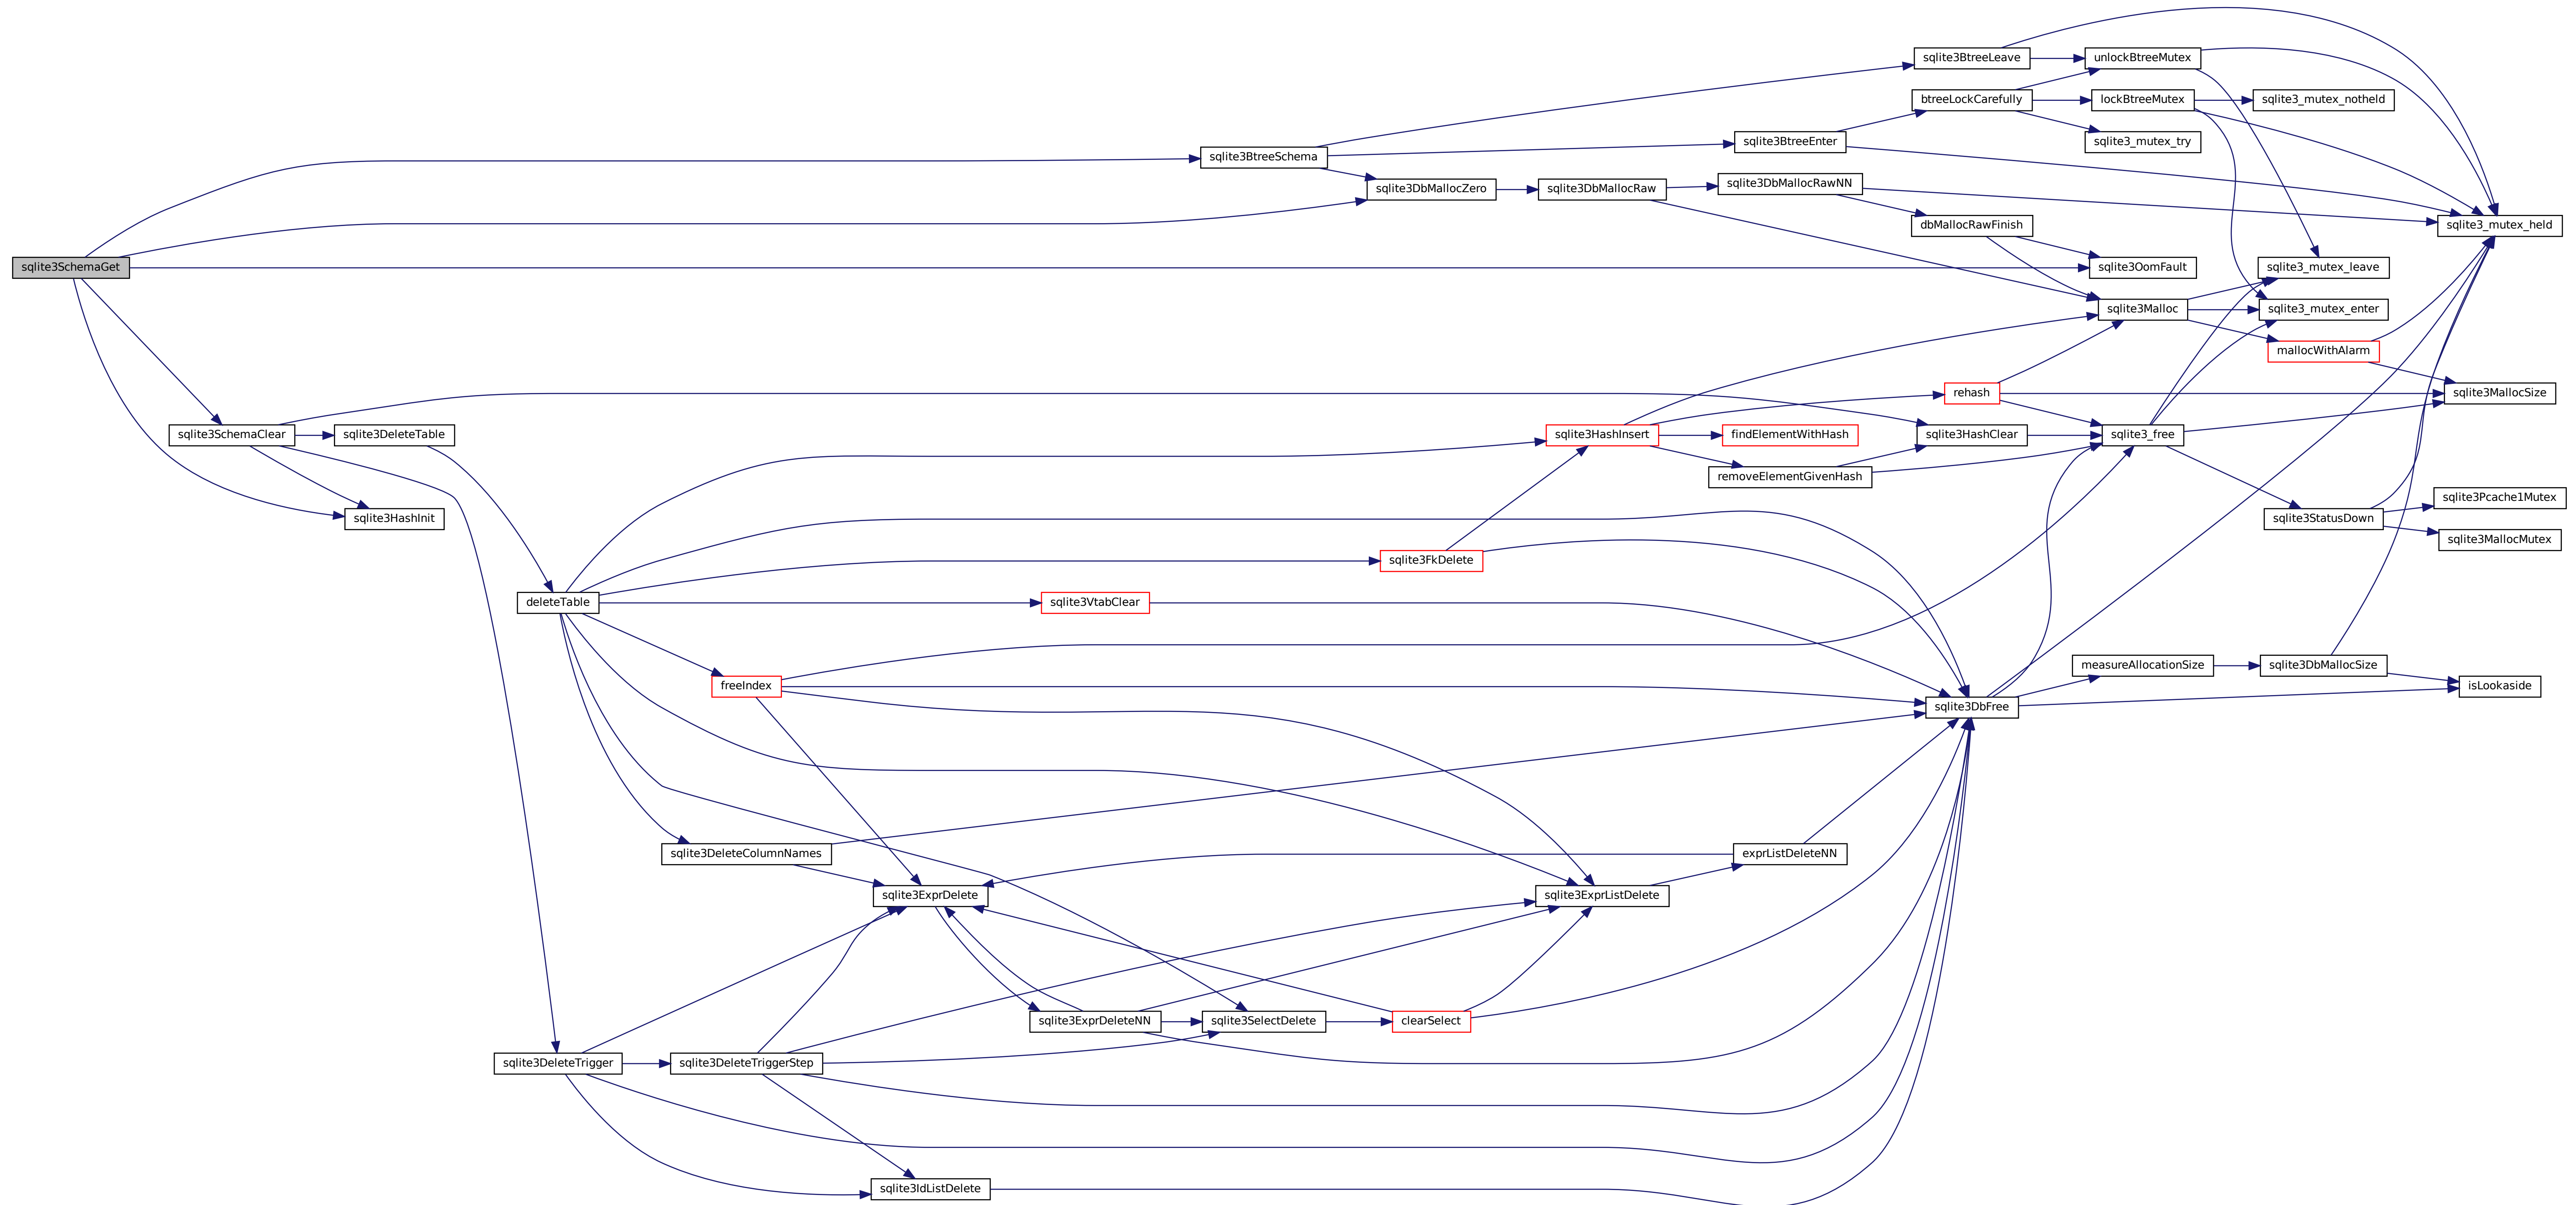 sqlite3BtreeLeave
unlockBtreeMutex
btreeLockCarefully
lockBtreeMutex
sqlite3_mutex_notheld
sqlite3BtreeEnter
sqlite3_mutex_try
sqlite3BtreeSchema
sqlite3DbMallocZero
sqlite3DbMallocRaw
sqlite3DbMallocRawNN
dbMallocRawFinish
sqlite3_mutex_held
sqlite3SchemaGet
sqlite3OomFault
sqlite3_mutex_leave
sqlite3Malloc
sqlite3_mutex_enter
mallocWithAlarm
rehash
sqlite3MallocSize
sqlite3SchemaClear
sqlite3DeleteTable
sqlite3HashInsert
findElementWithHash
sqlite3HashClear
sqlite3_free
removeElementGivenHash
sqlite3Pcache1Mutex
sqlite3HashInit
sqlite3StatusDown
sqlite3MallocMutex
sqlite3FkDelete
deleteTable
sqlite3VtabClear
measureAllocationSize
sqlite3DbMallocSize
freeIndex
isLookaside
sqlite3DbFree
sqlite3DeleteColumnNames
exprListDeleteNN
sqlite3ExprDelete
sqlite3ExprListDelete
sqlite3ExprDeleteNN
sqlite3SelectDelete
clearSelect
sqlite3DeleteTrigger
sqlite3DeleteTriggerStep
sqlite3IdListDelete